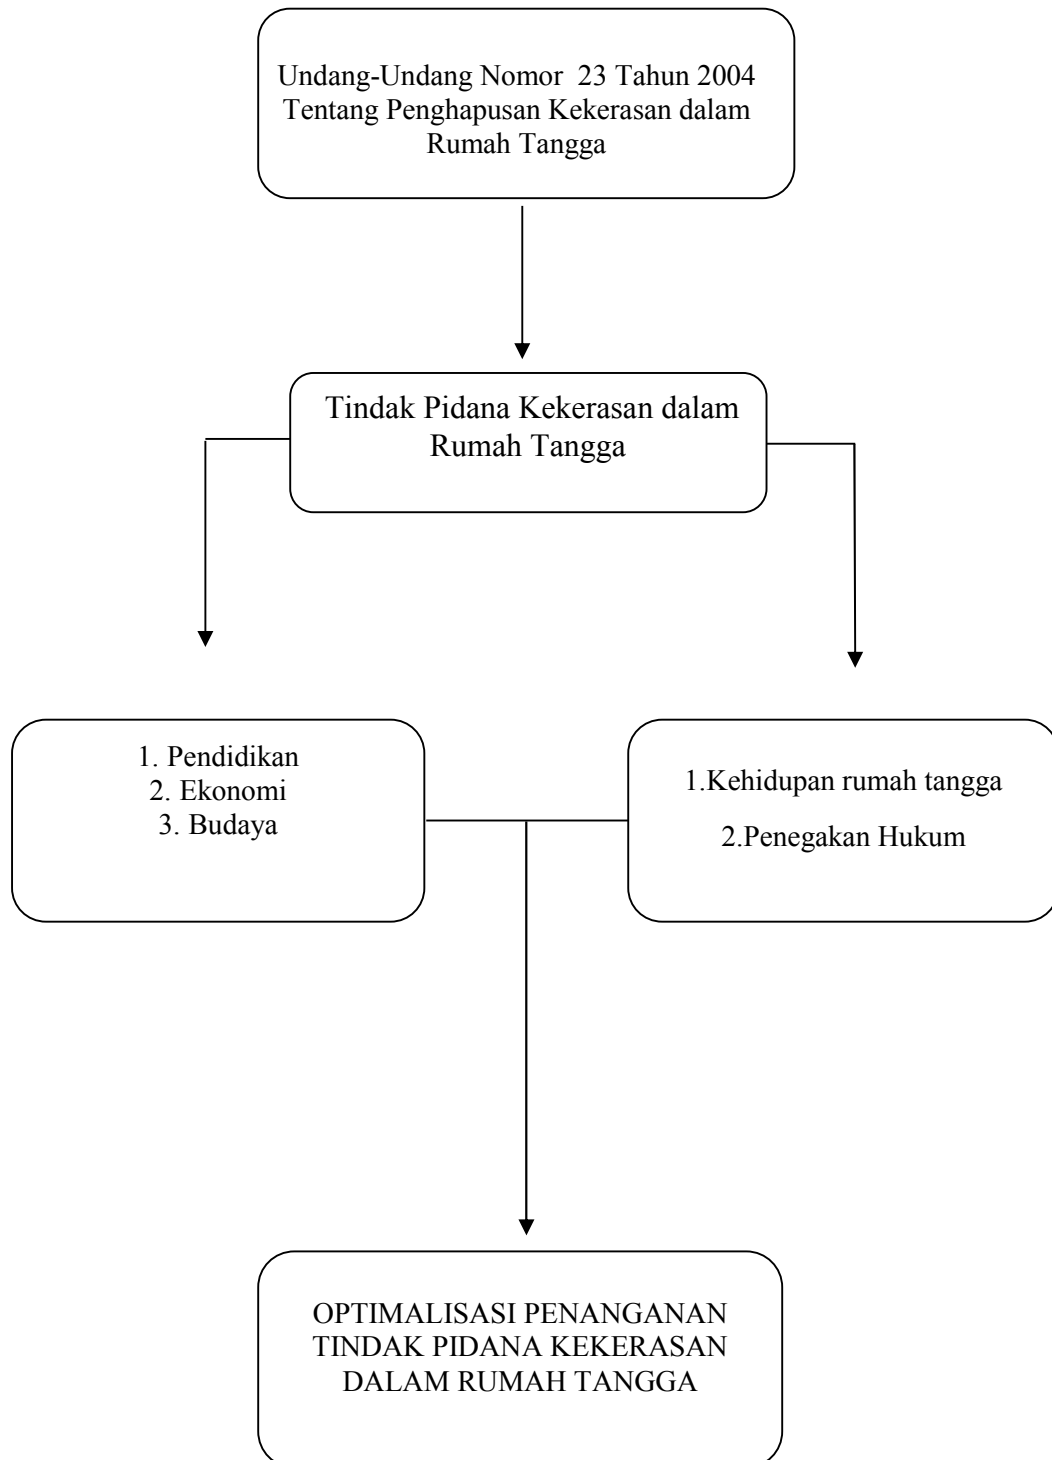 Undang-Undang Nomor  23 Tahun 2004
Tentang Penghapusan Kekerasan dalam
Rumah Tangga
Tindak Pidana Kekerasan dalam
Rumah Tangga
1. Pendidikan
2. Ekonomi
3. Budaya
1.Kehidupan rumah tangga
2.Penegakan Hukum
OPTIMALISASI PENANGANAN
TINDAK PIDANA KEKERASAN
DALAM RUMAH TANGGA